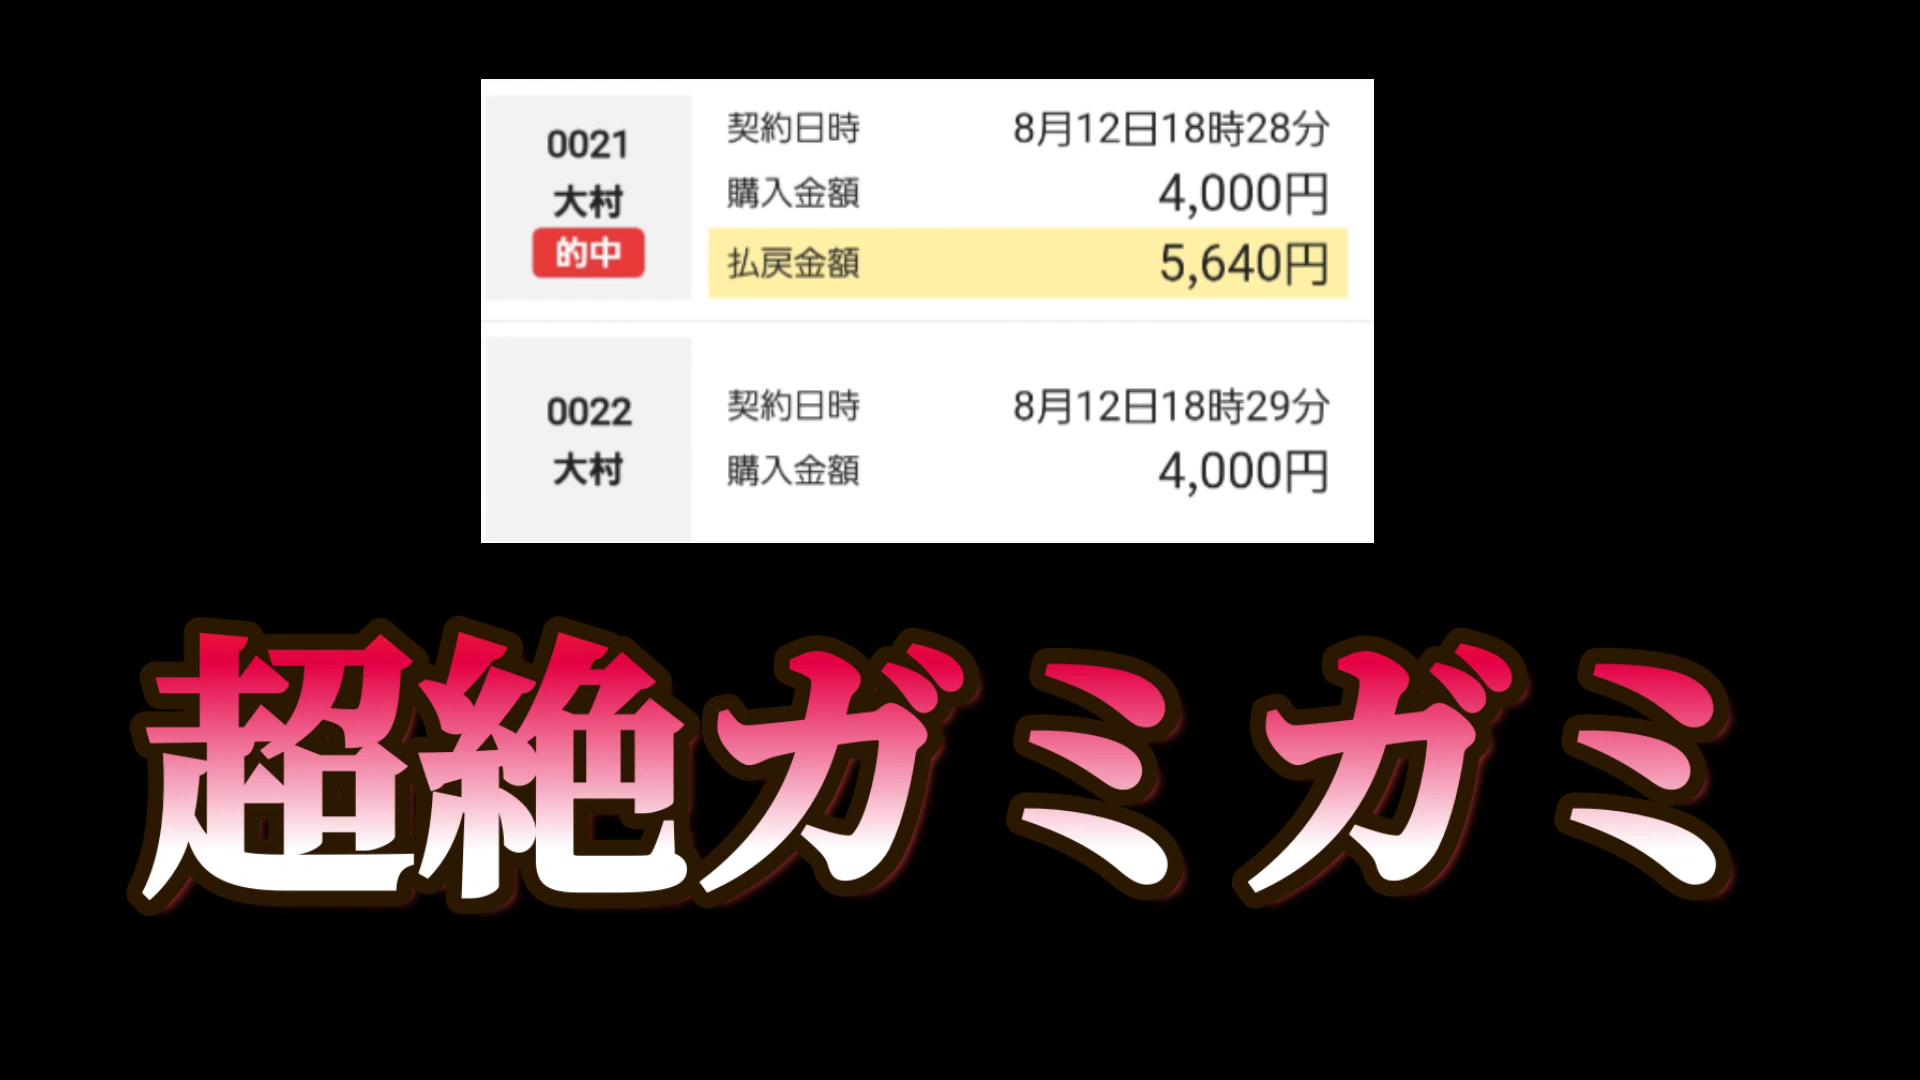 0021
大村
的中
契約日時 8月12日18時28分
購入金額 4,000円
払戻金額 5,640円
0022
大村
契約日時 8月12日18時29分
購入金額 4,000円
超絶ガミガミ